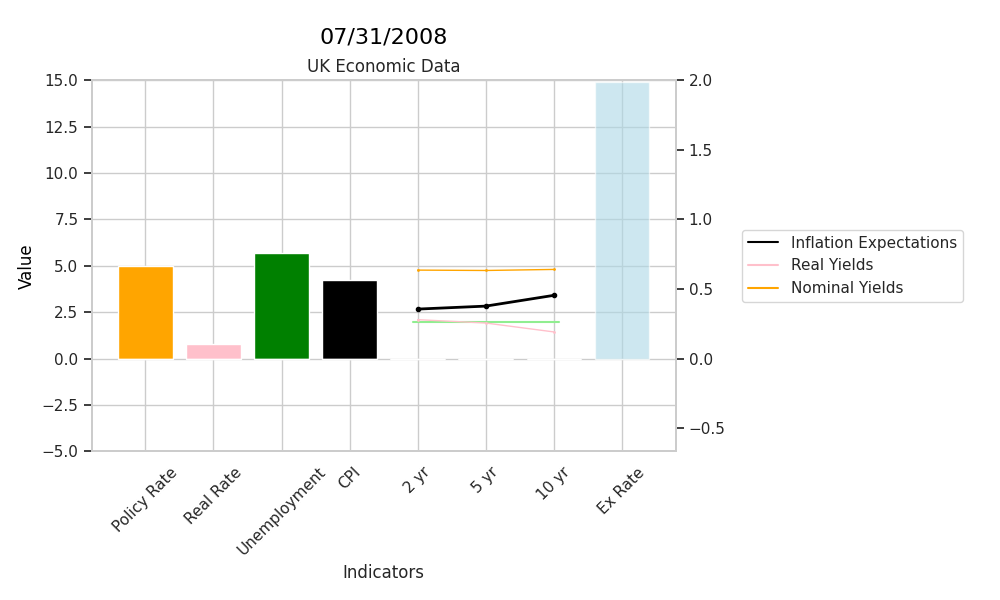 07/31/2008
UK Economic Data
Value
15.0
12.5
10.0
7.5
5.0
2.5
0.0
−2.5
−5.0
2.0
1.5
1.0
0.5
0.0
−0.5
Inflation Expectations
Real Yields
Nominal Yields
Policy Rate
Real Rate
Unemployment
CPI
2 yr
5 yr
10 yr
Ex Rate
Indicators